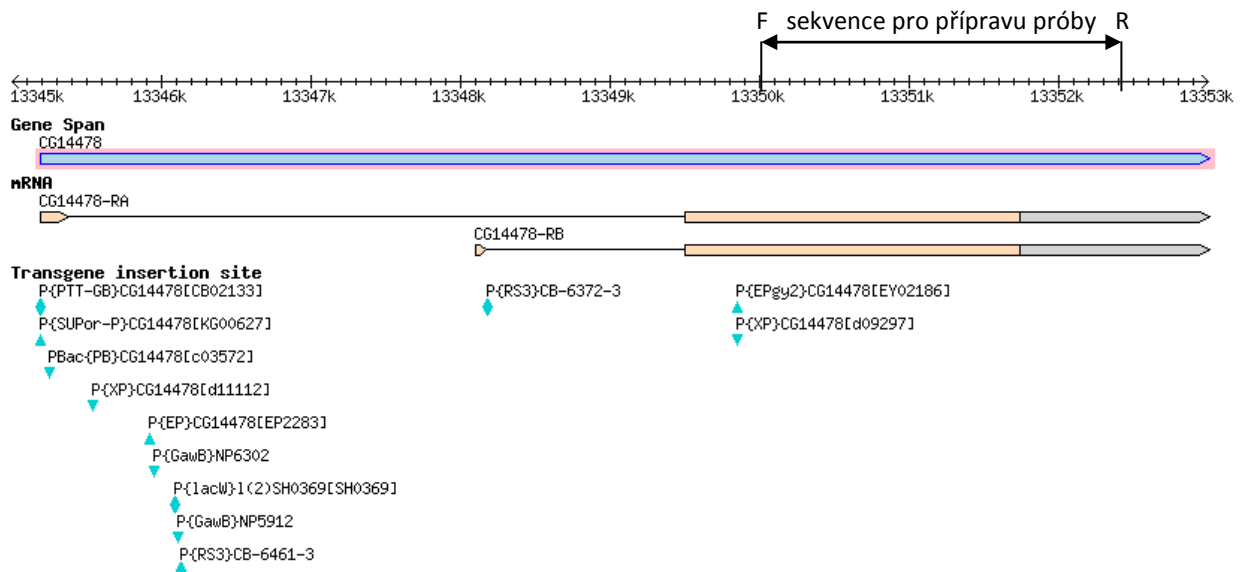 F sekvence pro přípravu próby R
13345k 13346k 13347k 13348k 13349k 13350k 13351k 13352k 13353k
Gene Span
CG14478
mRNA
CG14478-RA
CG14478-RB
Transgene insertion site
P{PTT-GB}CG14478[CB02133] P{RS3}CB-6372-3 P{EPgy2}CG14478[EY02186]
P{SUPor-P}CG14478[KG00627] P{XP}CG14478[d09297]
PBac{PB}CG14478[c03572]
P{XP}CG14478[d11112]
P{EP}CG14478[EP2283]
P{GawB}NP6302
P{lacW}l(2)SH0369[SH0369]
P{GawB}NP5912
P{RS3}CB-6461-3